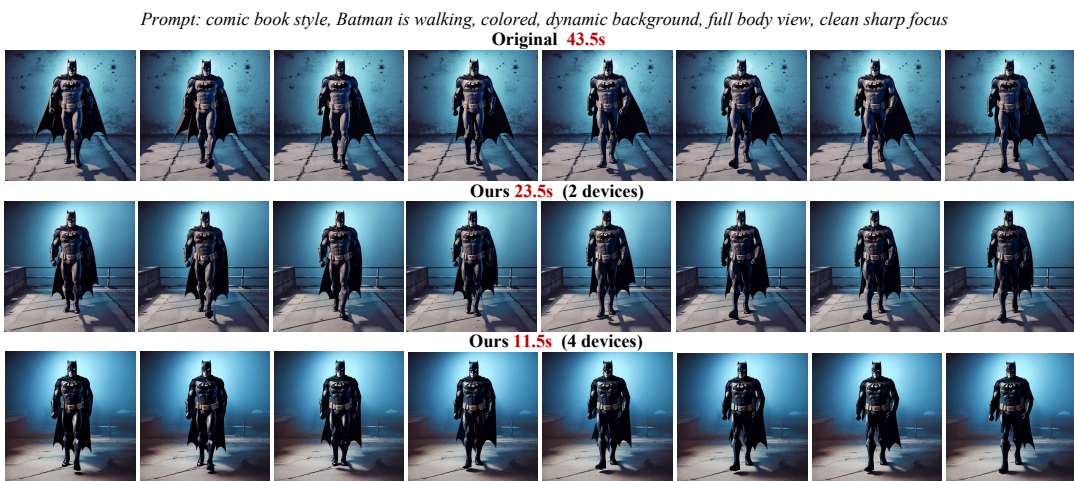 Prompt: comic book style, Batman is walking, colored, dynamic background, full body view, clean sharp focus
Original 43.5s
Ours 23.5s (2 devices)
Ours 11.5s (4 devices)